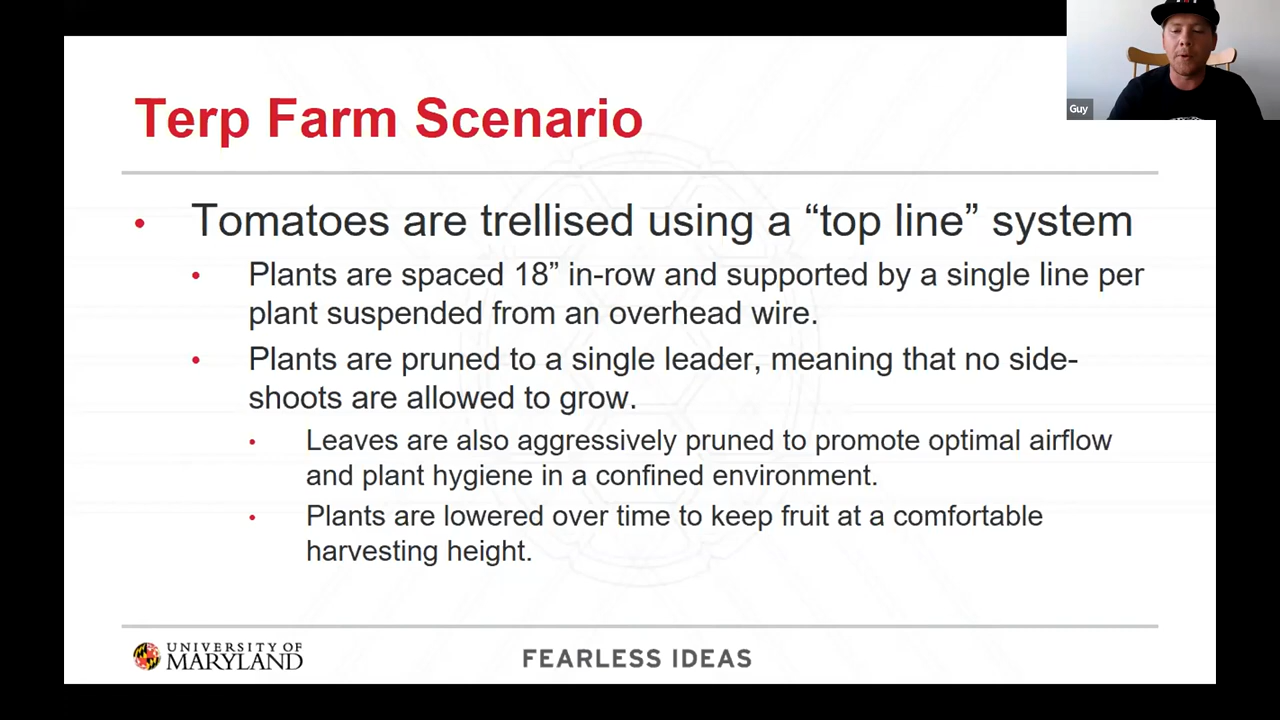 Guy
Terp Farm Scenario
• Tomatoes are trellised using a “top line” system
• Plants are spaced 18” in-row and supported by a single line per
plant suspended from an overhead wire.
• Plants are pruned to a single leader, meaning that no side-
shoots are allowed to grow.
• Leaves are also aggressively pruned to promote optimal airflow
and plant hygiene in a confined environment.
• Plants are lowered over time to keep fruit at a comfortable
harvesting height.
UNIVERSITY OF
MARYLAND
FEARLESS IDEAS